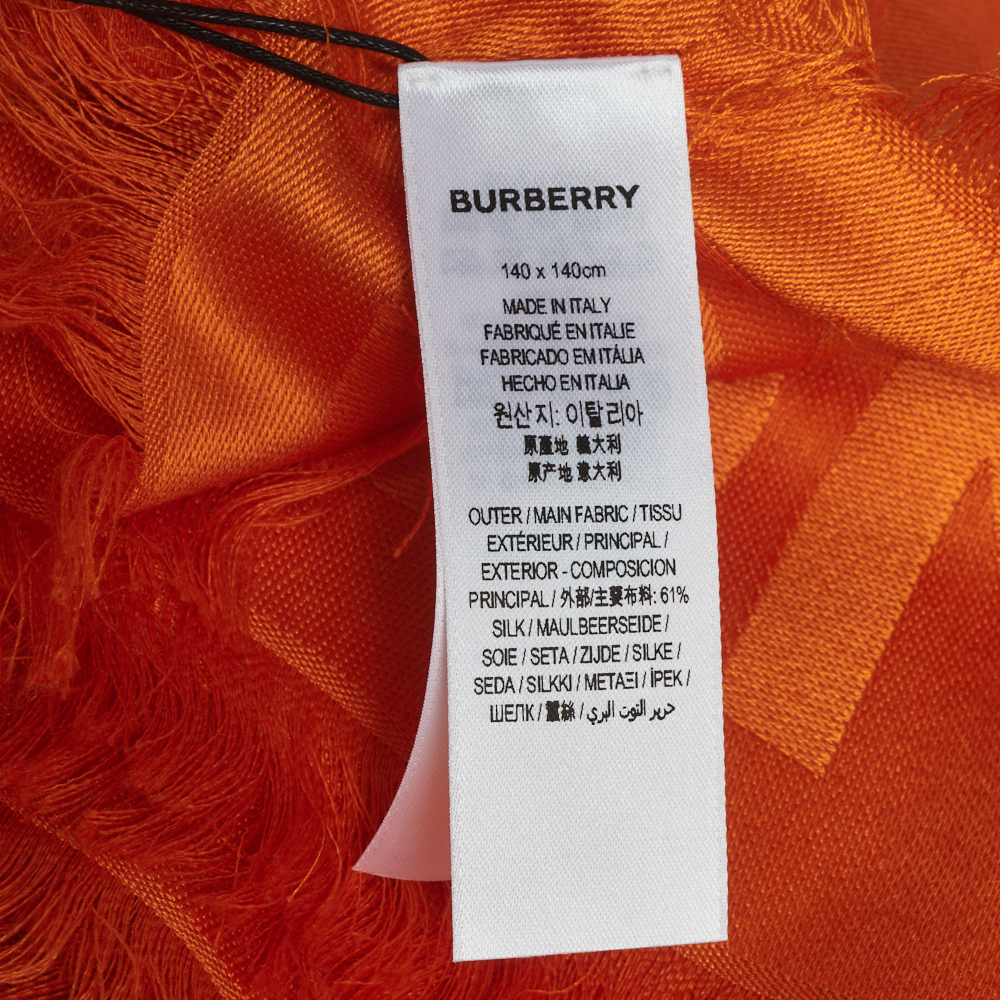 BURBERRY
140 x 140cm
MADE IN ITALY
FABRIQUÉ EN ITALIE
FABRICADO EM ITÁLIA
HECHO EN ITALIA
원산지: 이탈리아
原產地 義大利
原产地 意大利
OUTER / MAIN FABRIC / TISSU
EXTÉRIEUR / PRINCIPAL /
EXTERIOR - COMPOSICION
PRINCIPAL / 外部/主要布料: 61%
SILK / MAULBEERSEIDE /
SOIE / SETA / ZIJDE / SILKE /
SEDA / SILKKI / ΜΕΤΑΞΙ / İPEK /
ШЕЛК / 蠶絲 / حرير التوت البري